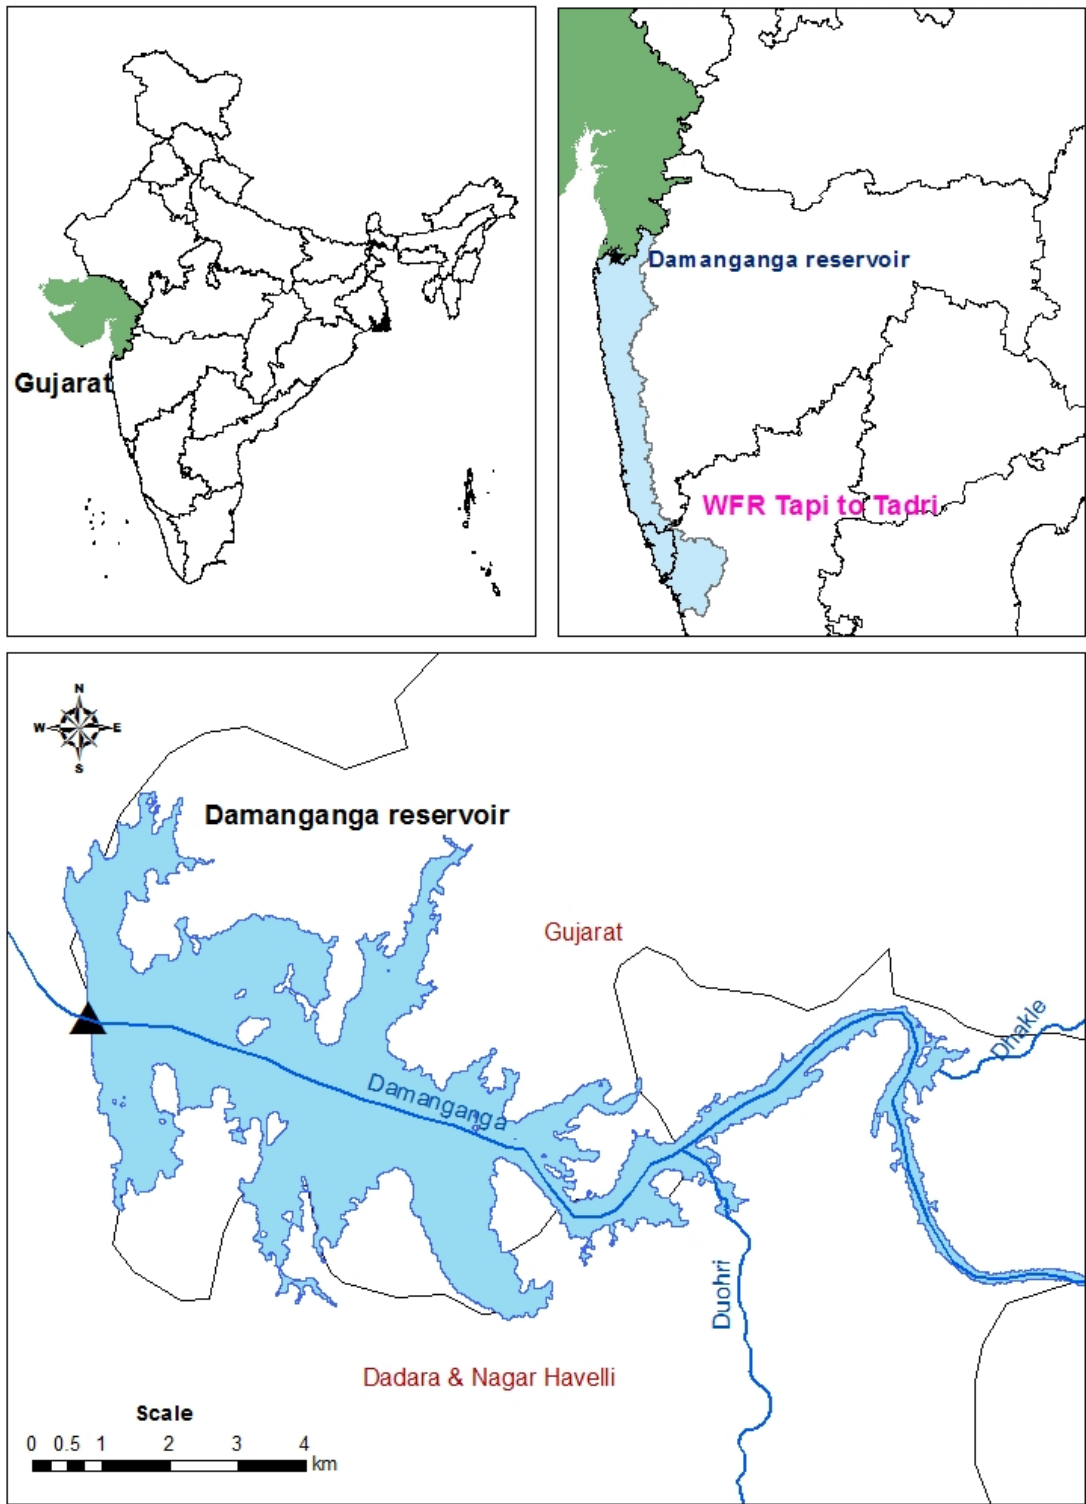 Gujarat
Damanganga reservoir
WFR Tapi to Tadri
N
W E
S
Damanganga reservoir
Gujarat
Dhakle
Damanganga
Duohri
Dadara & Nagar Havelli
Scale
0 0.5 1 2 3 4
km